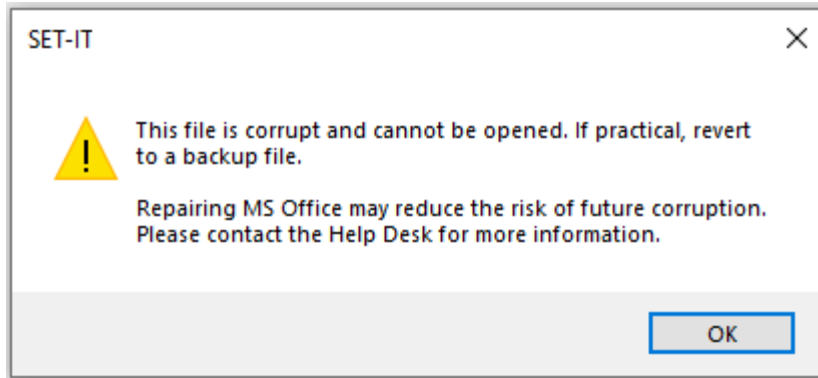 SET-IT
This file is corrupt and cannot be opened. If practical, revert
to a backup file.
Repairing MS Office may reduce the risk of future corruption.
Please contact the Help Desk for more information.
OK